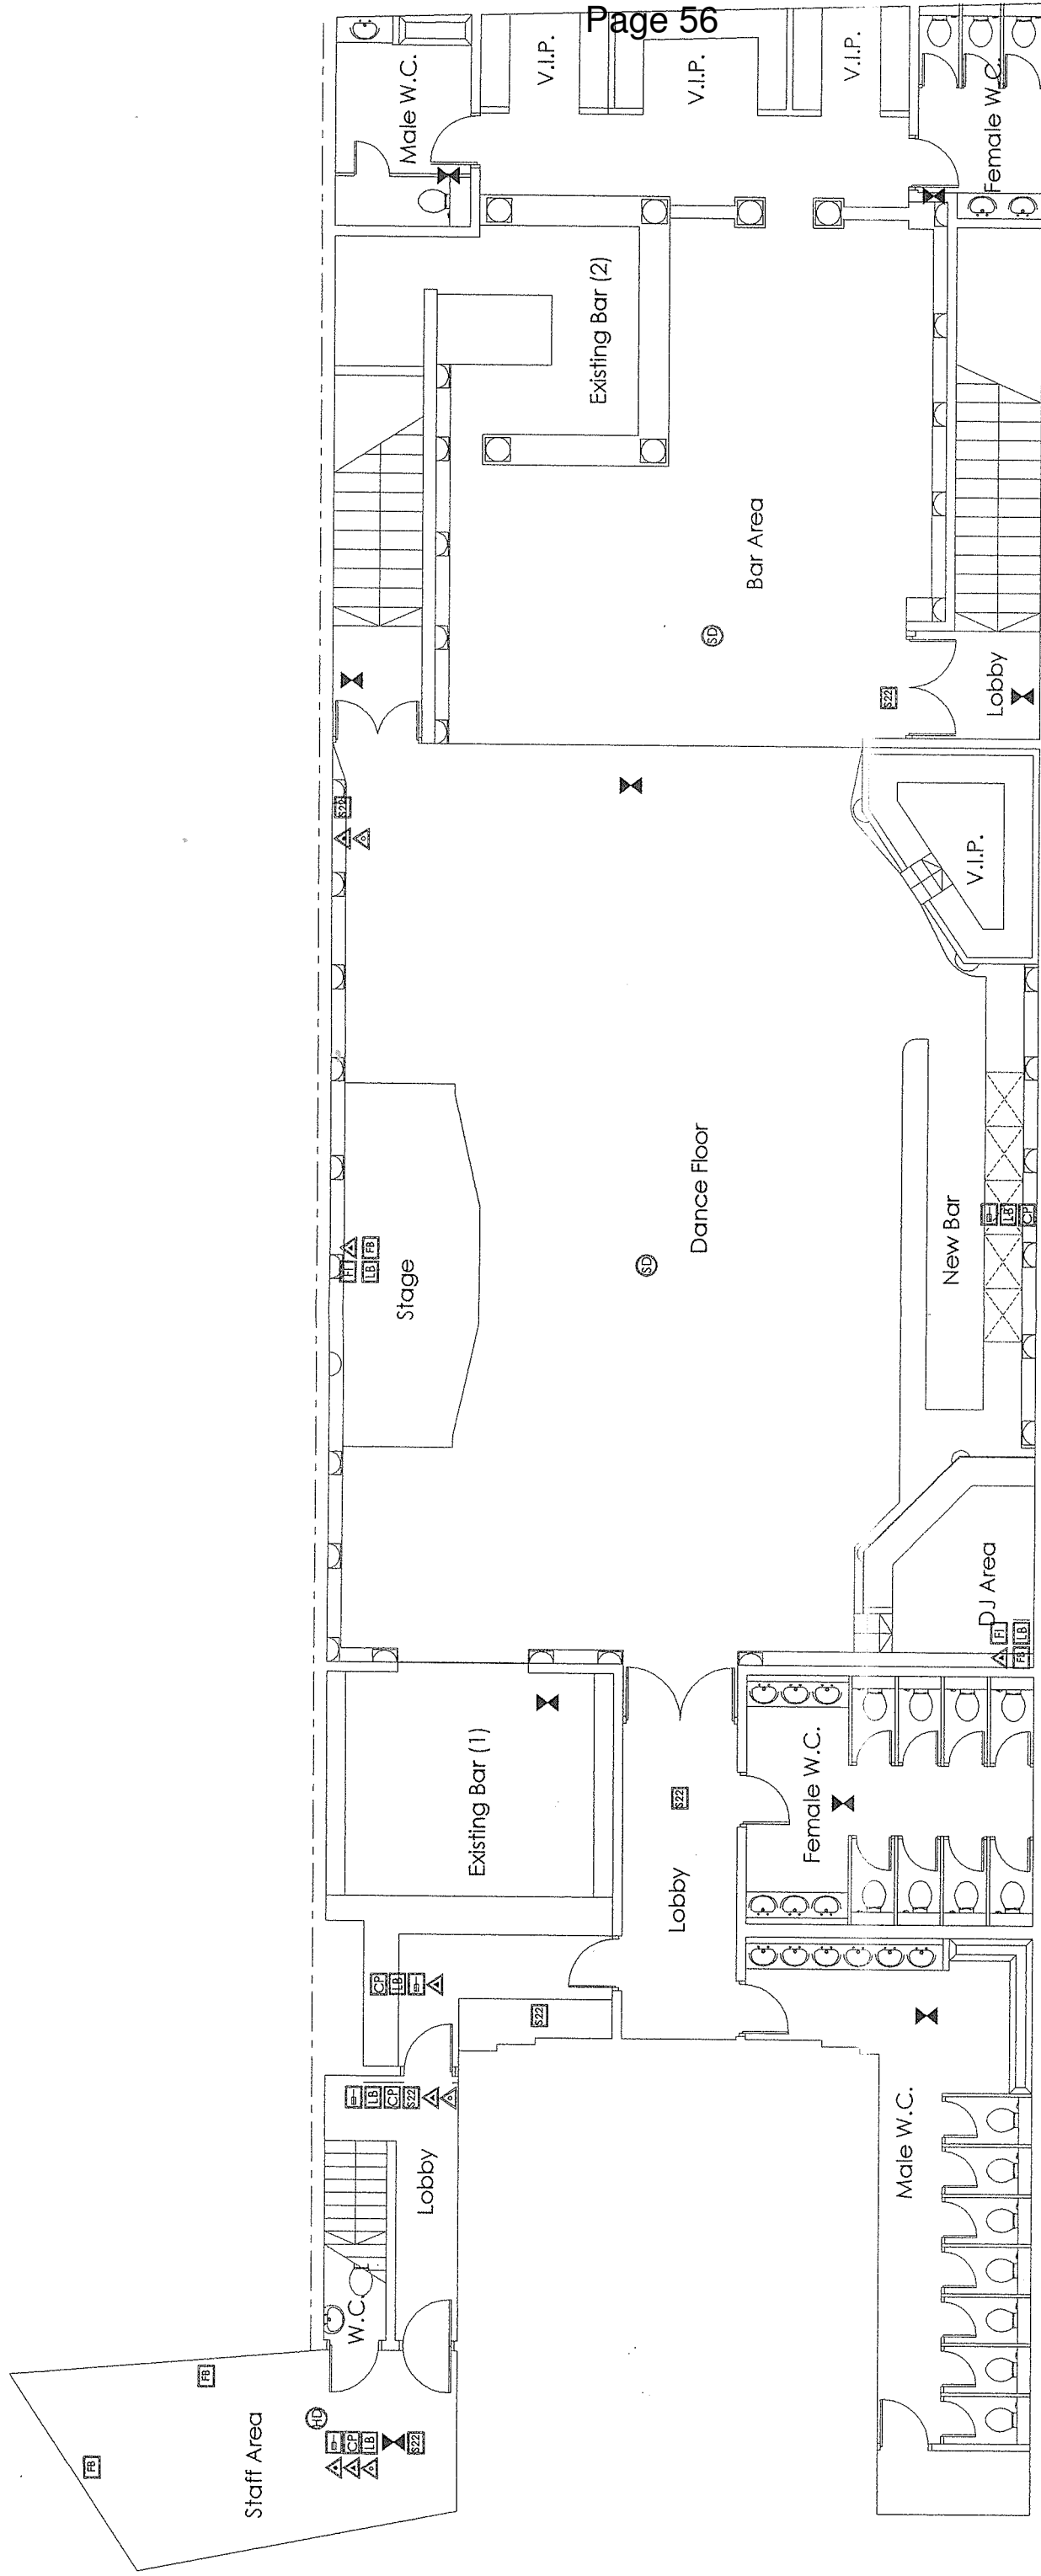 Page 56
Male W.C.
V.I.P.
V.I.P.
V.I.P.
Female W.C.
Existing Bar (2)
Bar Area
SD
S22
Lobby
S22
V.I.P.
Dance Floor
SD
Stage
FI
FB
LB
New Bar
LB
CP
DJ Area
FI
FB
LB
Existing Bar (1)
Lobby
S22
Female W.C.
CP
LB
S22
LB
CP
S22
Lobby
W.C.
Male W.C.
Staff Area
FB
FB
HD
CP
LB
S22